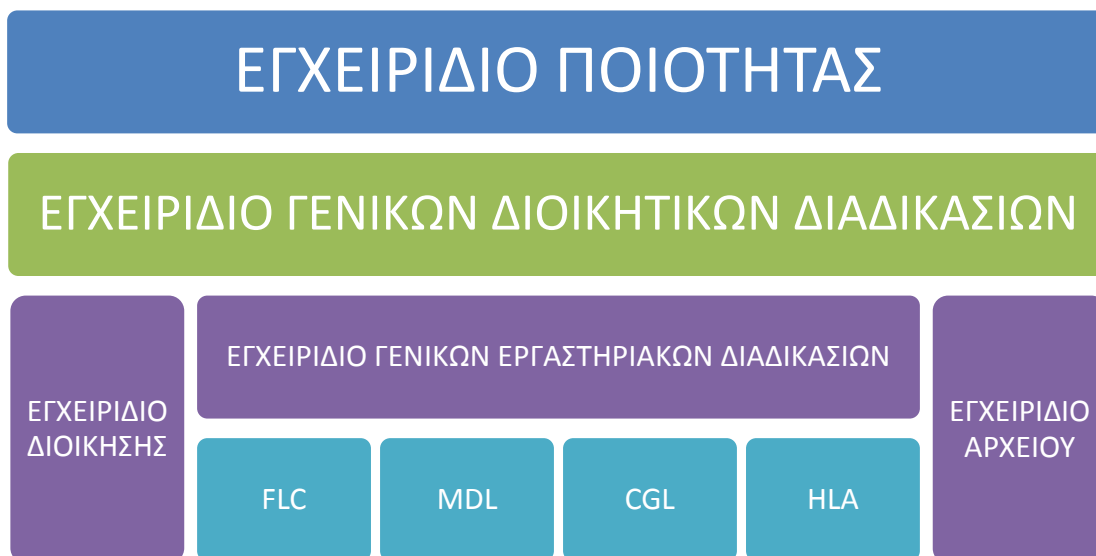 ΕΓΧΕΙΡΙΔΙΟ ΠΟΙΟΤΗΤΑΣ
ΕΓΧΕΙΡΙΔΙΟ ΓΕΝΙΚΩΝ ΔΙΟΙΚΗΤΙΚΩΝ ΔΙΑΔΙΚΑΣΙΩΝ
ΕΓΧΕΙΡΙΔΙΟ
ΔΙΟΙΚΗΣΗΣ
ΕΓΧΕΙΡΙΔΙΟ ΓΕΝΙΚΩΝ ΕΡΓΑΣΤΗΡΙΑΚΩΝ ΔΙΑΔΙΚΑΣΙΩΝ
FLC
MDL
CGL
HLA
ΕΓΧΕΙΡΙΔΙΟ
ΑΡΧΕΙΟΥ